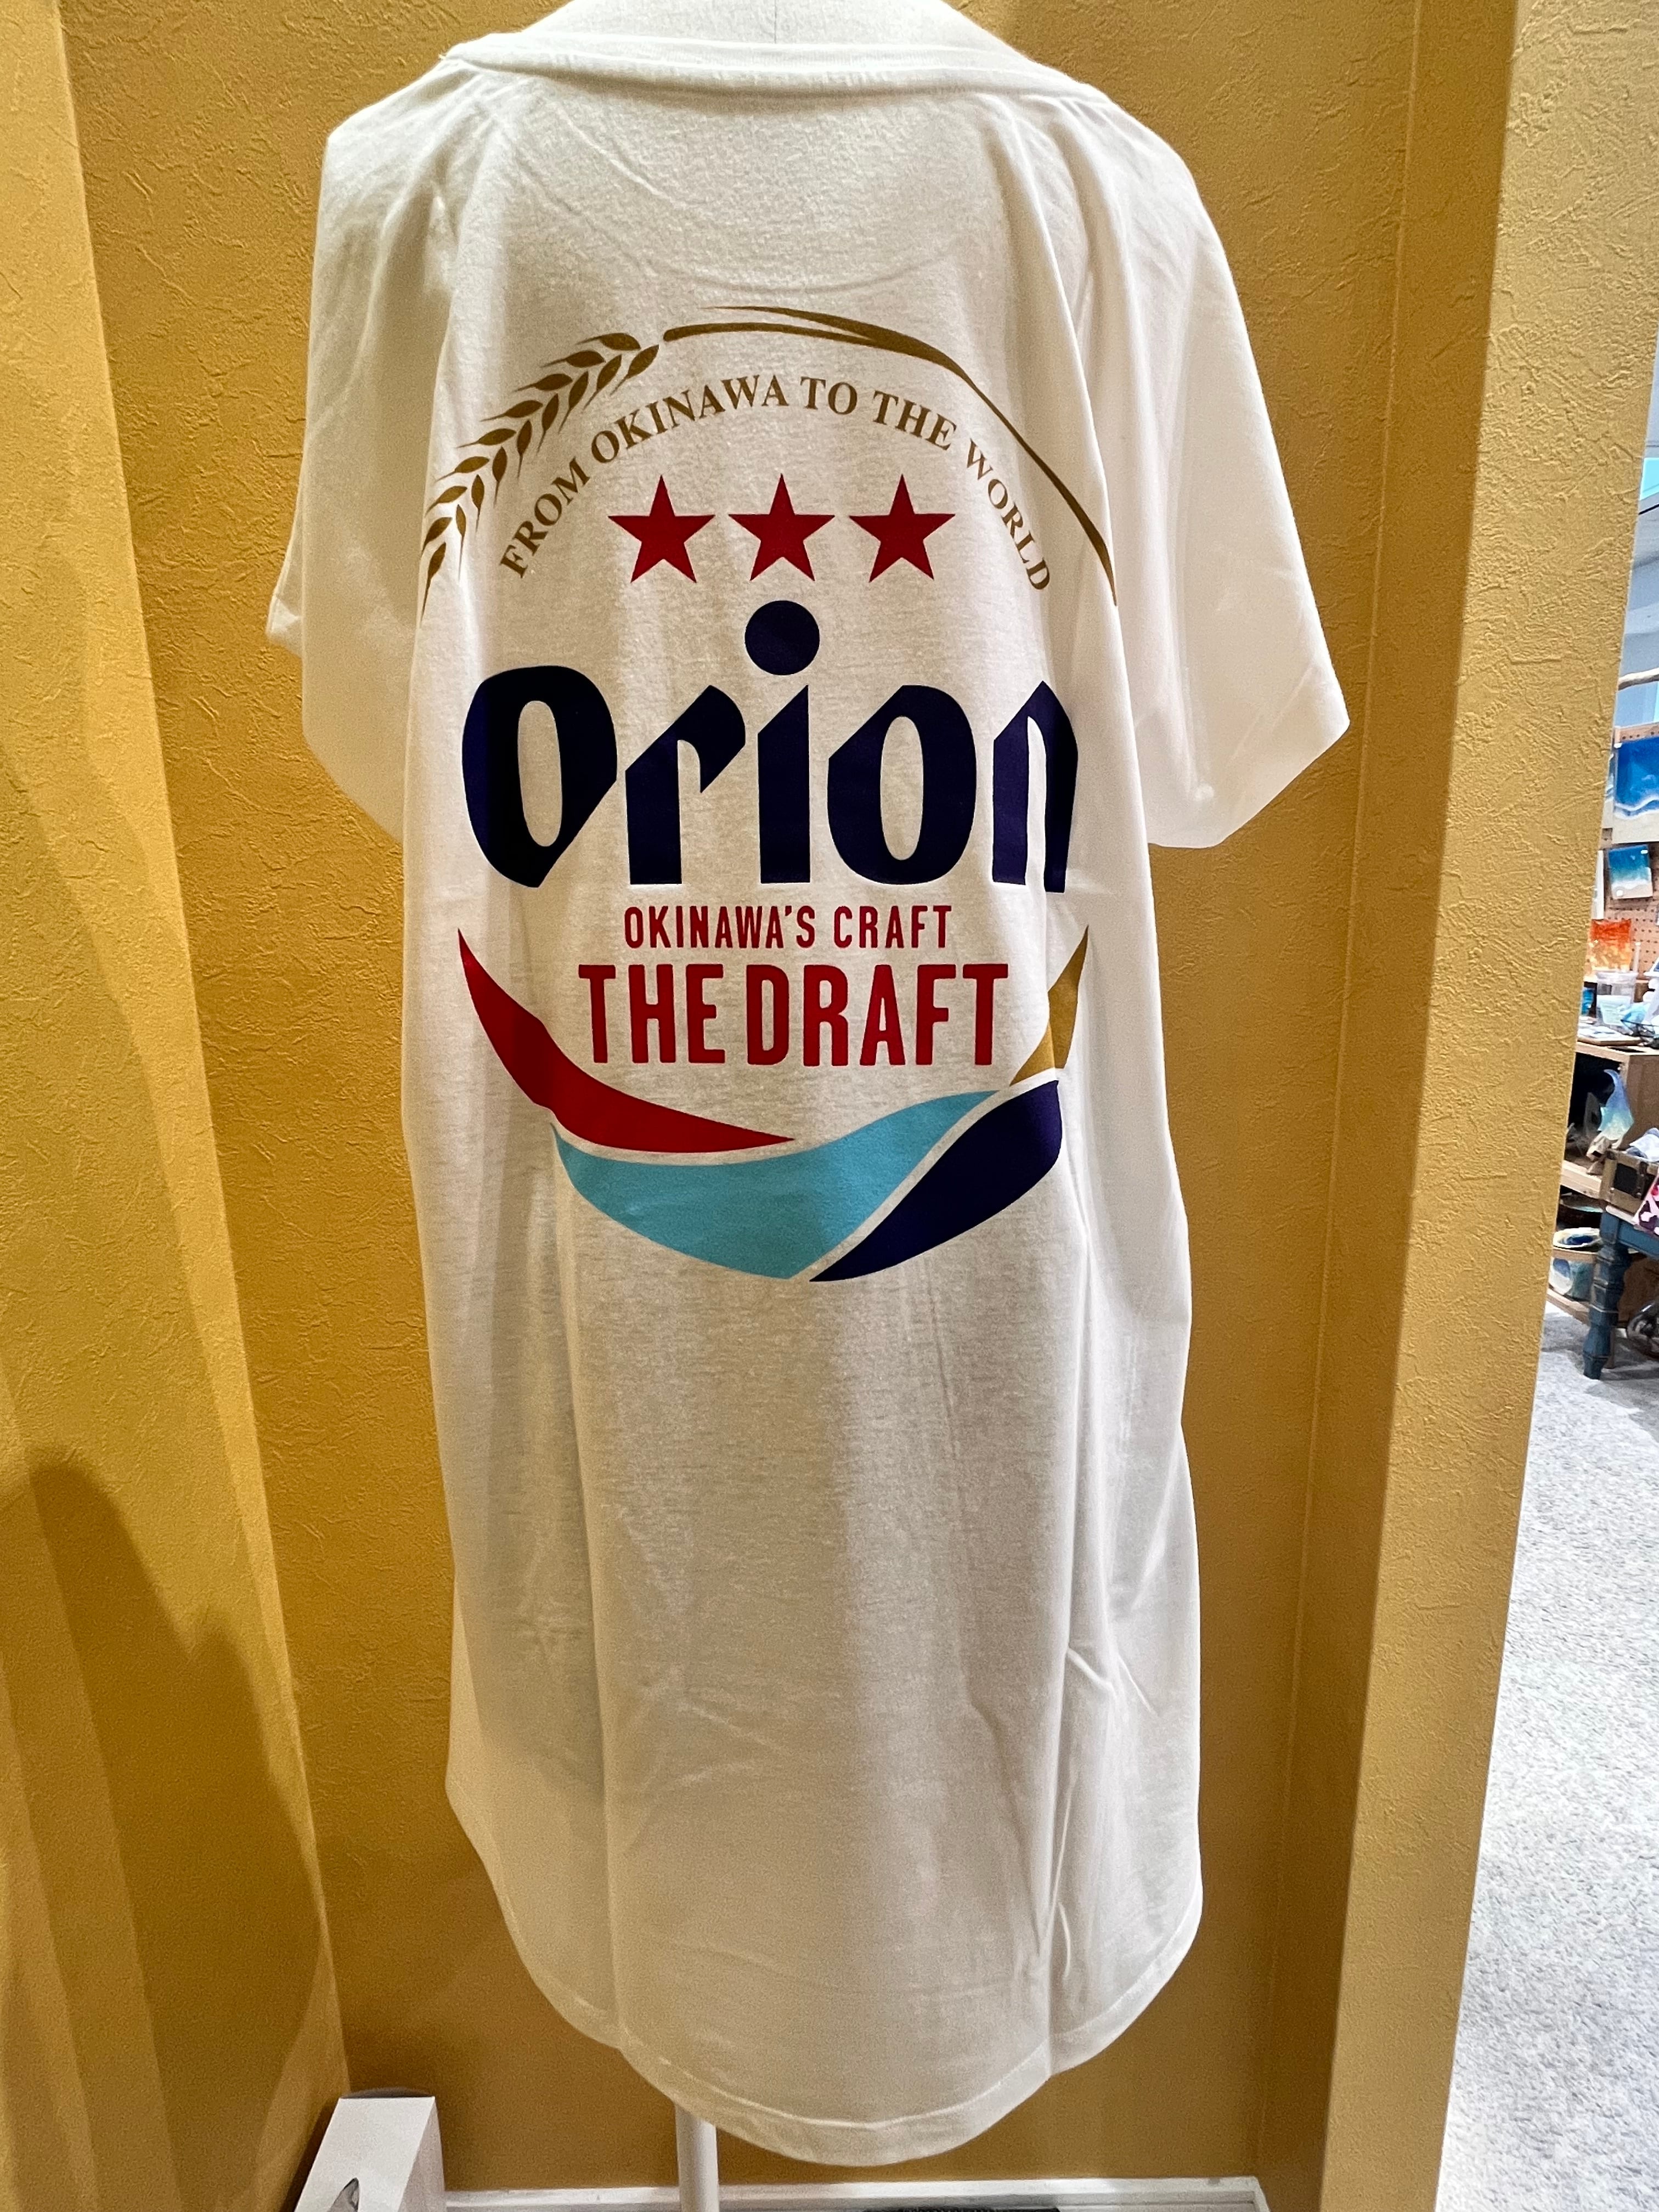 FROM OKINAWA TO THE WORLD
Orion
OKINAWA'S CRAFT
THE DRAFT